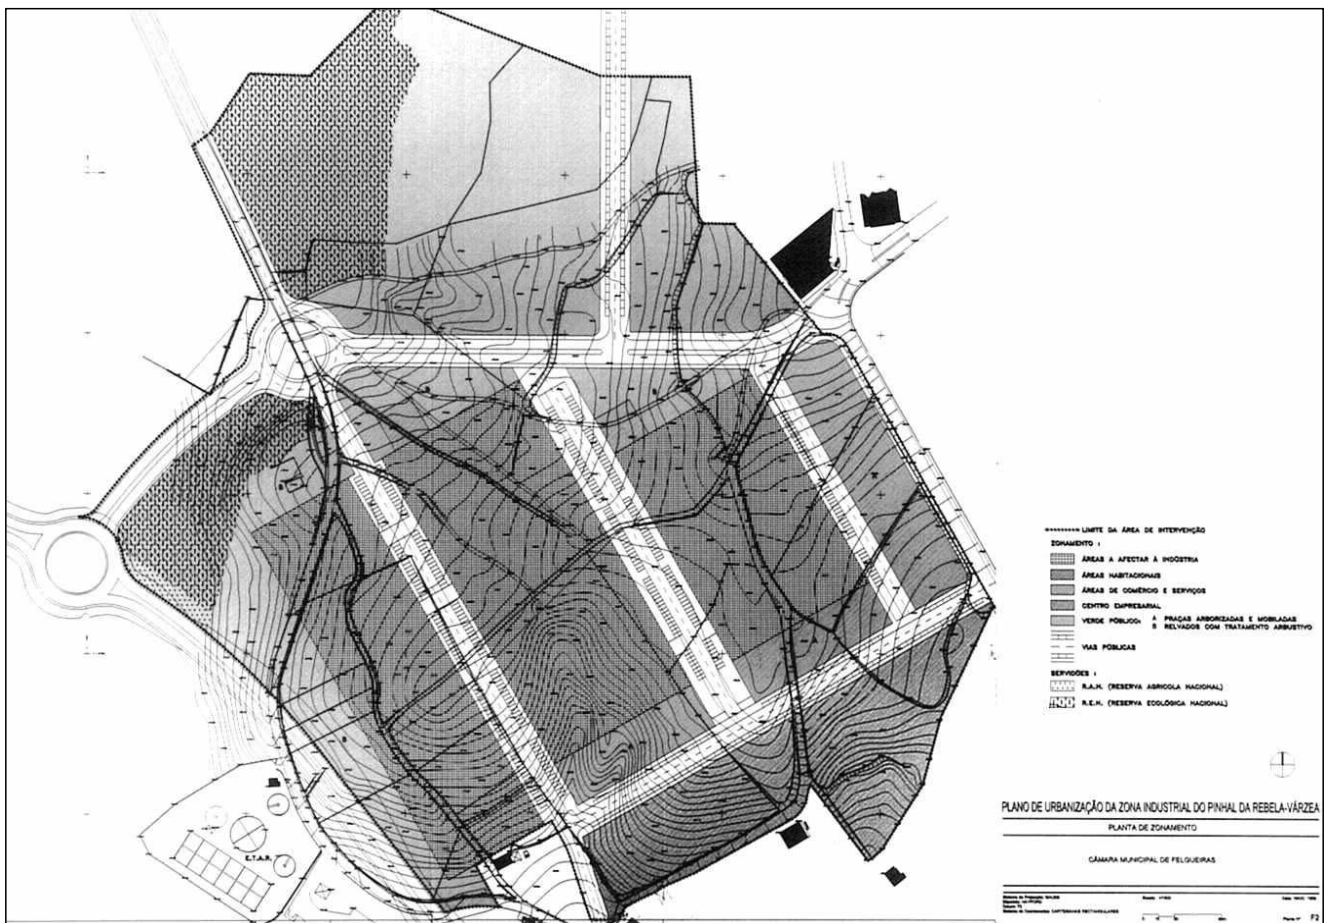 LIMITE DA ÁREA DE INTERVENÇÃO
ZONAMENTO :
ÁREAS A AFECTAR À INDÚSTRIA
ÁREAS HABITACIONAIS
ÁREAS DE COMÉRCIO E SERVIÇOS
CENTRO EMPRESARIAL
VERDE PÚBLICO: A PRAÇAS ARBORIZADAS E MOBILADAS
B RELVADOS COM TRATAMENTO ARBUSTIVO
VIAS PÚBLICAS
SERVIDÕES :
R.A.N. (RESERVA AGRICOLA NACIONAL)
R.E.N. (RESERVA ECOLÓGICA NACIONAL)
E.T.A.R.
PLANO DE URBANIZAÇÃO DA ZONA INDUSTRIAL DO PINHAL DA REBELA-VÁRZEA
PLANTA DE ZONAMENTO
CÂMARA MUNICIPAL DE FELGUEIRAS
F2